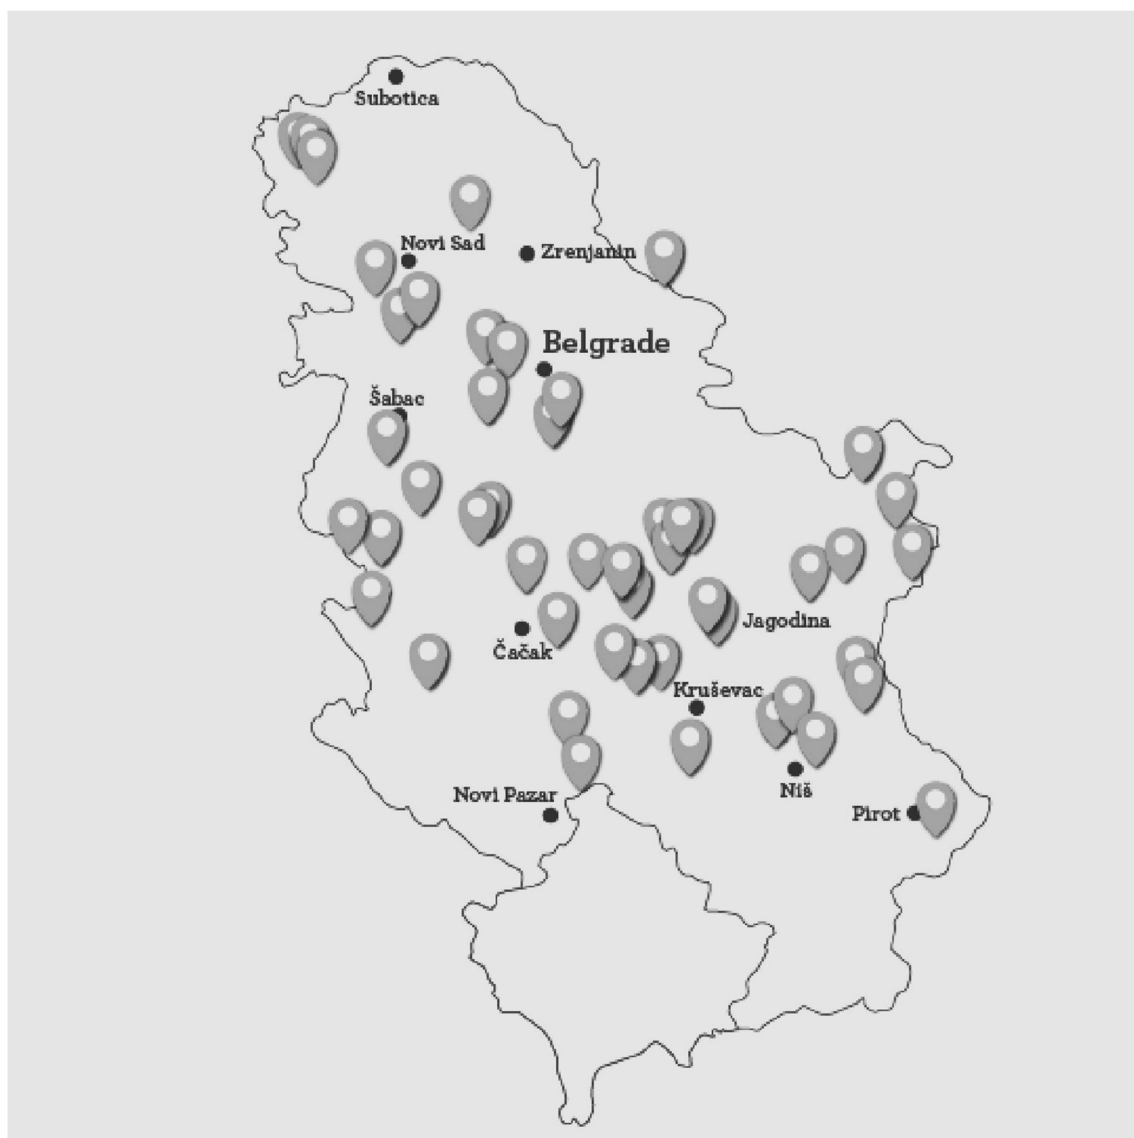 Subotica
Novi Sad
Zrenjanin
Belgrade
Šabac
Jagodina
Čačak
Kruševac
Niš
Novi Pazar
Pirot